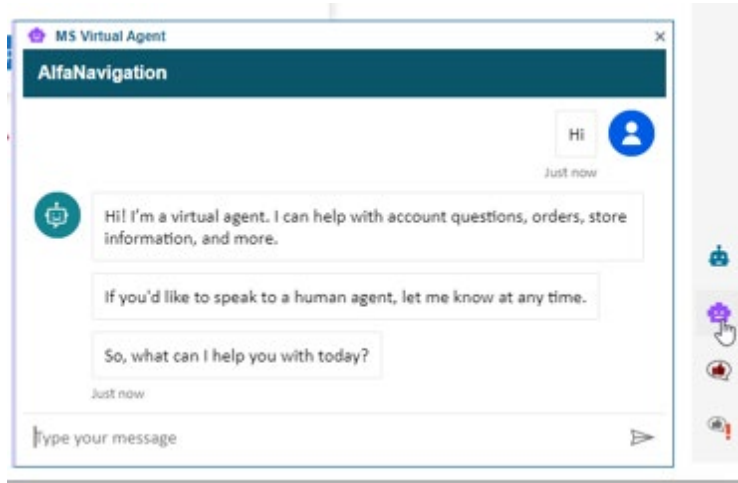 MS Virtual Agent
AlfaNavigation
Hi
Just now
Hi! I'm a virtual agent. I can help with account questions, orders, store
information, and more.
If you'd like to speak to a human agent, let me know at any time.
So, what can I help you with today?
Just now
Type your message